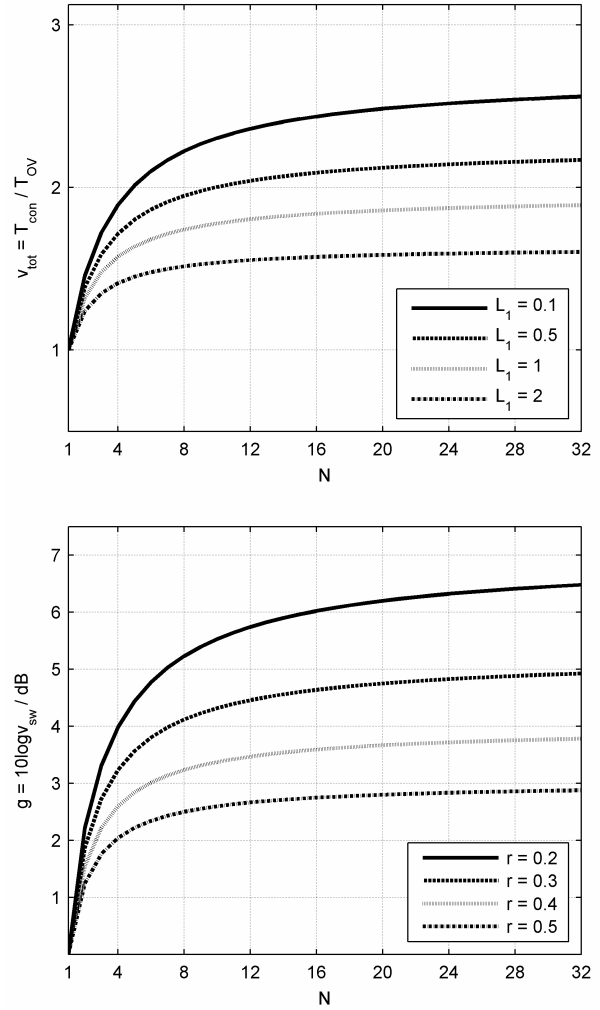 3
2
1
v_tot = T_con / T_OV
L_1 = 0.1
L_1 = 0.5
L_1 = 1
L_1 = 2
1 4 8 12 16 20 24 28 32
N
7
6
5
4
3
2
1
g = 10logv_sw / dB
r = 0.2
r = 0.3
r = 0.4
r = 0.5
1 4 8 12 16 20 24 28 32
N